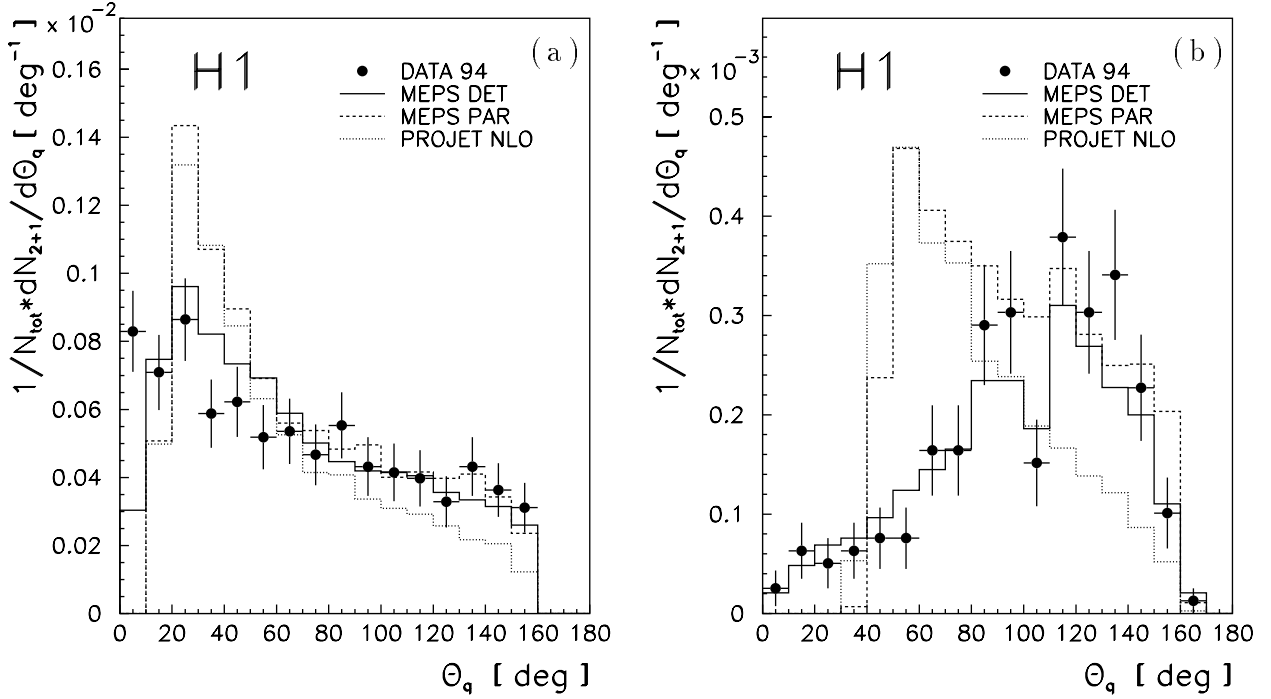 1/N_tot*dN_2+1/dΘ_q [ deg⁻¹ ]
x 10⁻²
H1
(a)
DATA 94
MEPS DET
MEPS PAR
PROJET NLO
0.16
0.14
0.12
0.1
0.08
0.06
0.04
0.02
0
0 20 40 60 80 100 120 140 160 180
Θ_q [ deg ]
1/N_tot*dN_2+1/dΘ_q [ deg⁻¹ ]
x 10⁻³
H1
(b)
DATA 94
MEPS DET
MEPS PAR
PROJET NLO
0.5
0.4
0.3
0.2
0.1
0
0 20 40 60 80 100 120 140 160 180
Θ_q [ deg ]